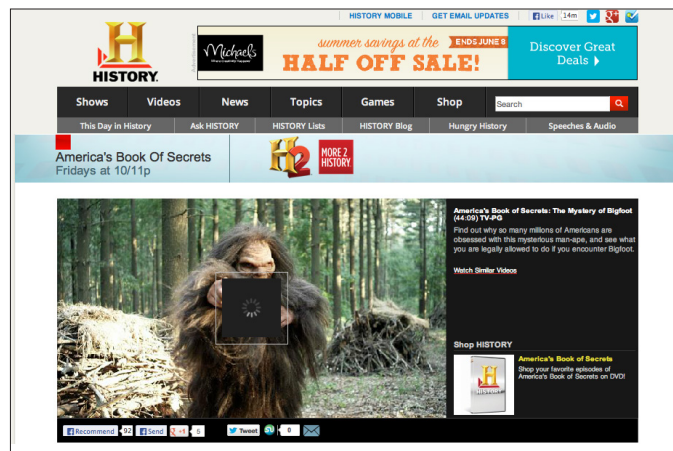 HISTORY MOBILE GET EMAIL UPDATES Like 14m
HISTORY
Advertisement
Michaels
summer savings at the ENDS JUNE 8
HALF OFF SALE!
Discover Great
Deals
Shows Videos News Topics Games Shop Search
This Day in History Ask HISTORY HISTORY Lists HISTORY Blog Hungry History Speeches & Audio
America's Book Of Secrets
Fridays at 10/11p
H2
MORE 2
HISTORY
America's Book of Secrets: The Mystery of Bigfoot
(44:09) TV-PG
Find out why so many millions of Americans are
obsessed with this mysterious man-ape, and see what
you are legally allowed to do if you encounter Bigfoot.
Watch Similar Videos
Shop HISTORY
America's Book of Secrets
Shop your favorite episodes of
America's Book of Secrets on DVD!
HISTORY
Recommend 92 Send +1 5 Tweet 0